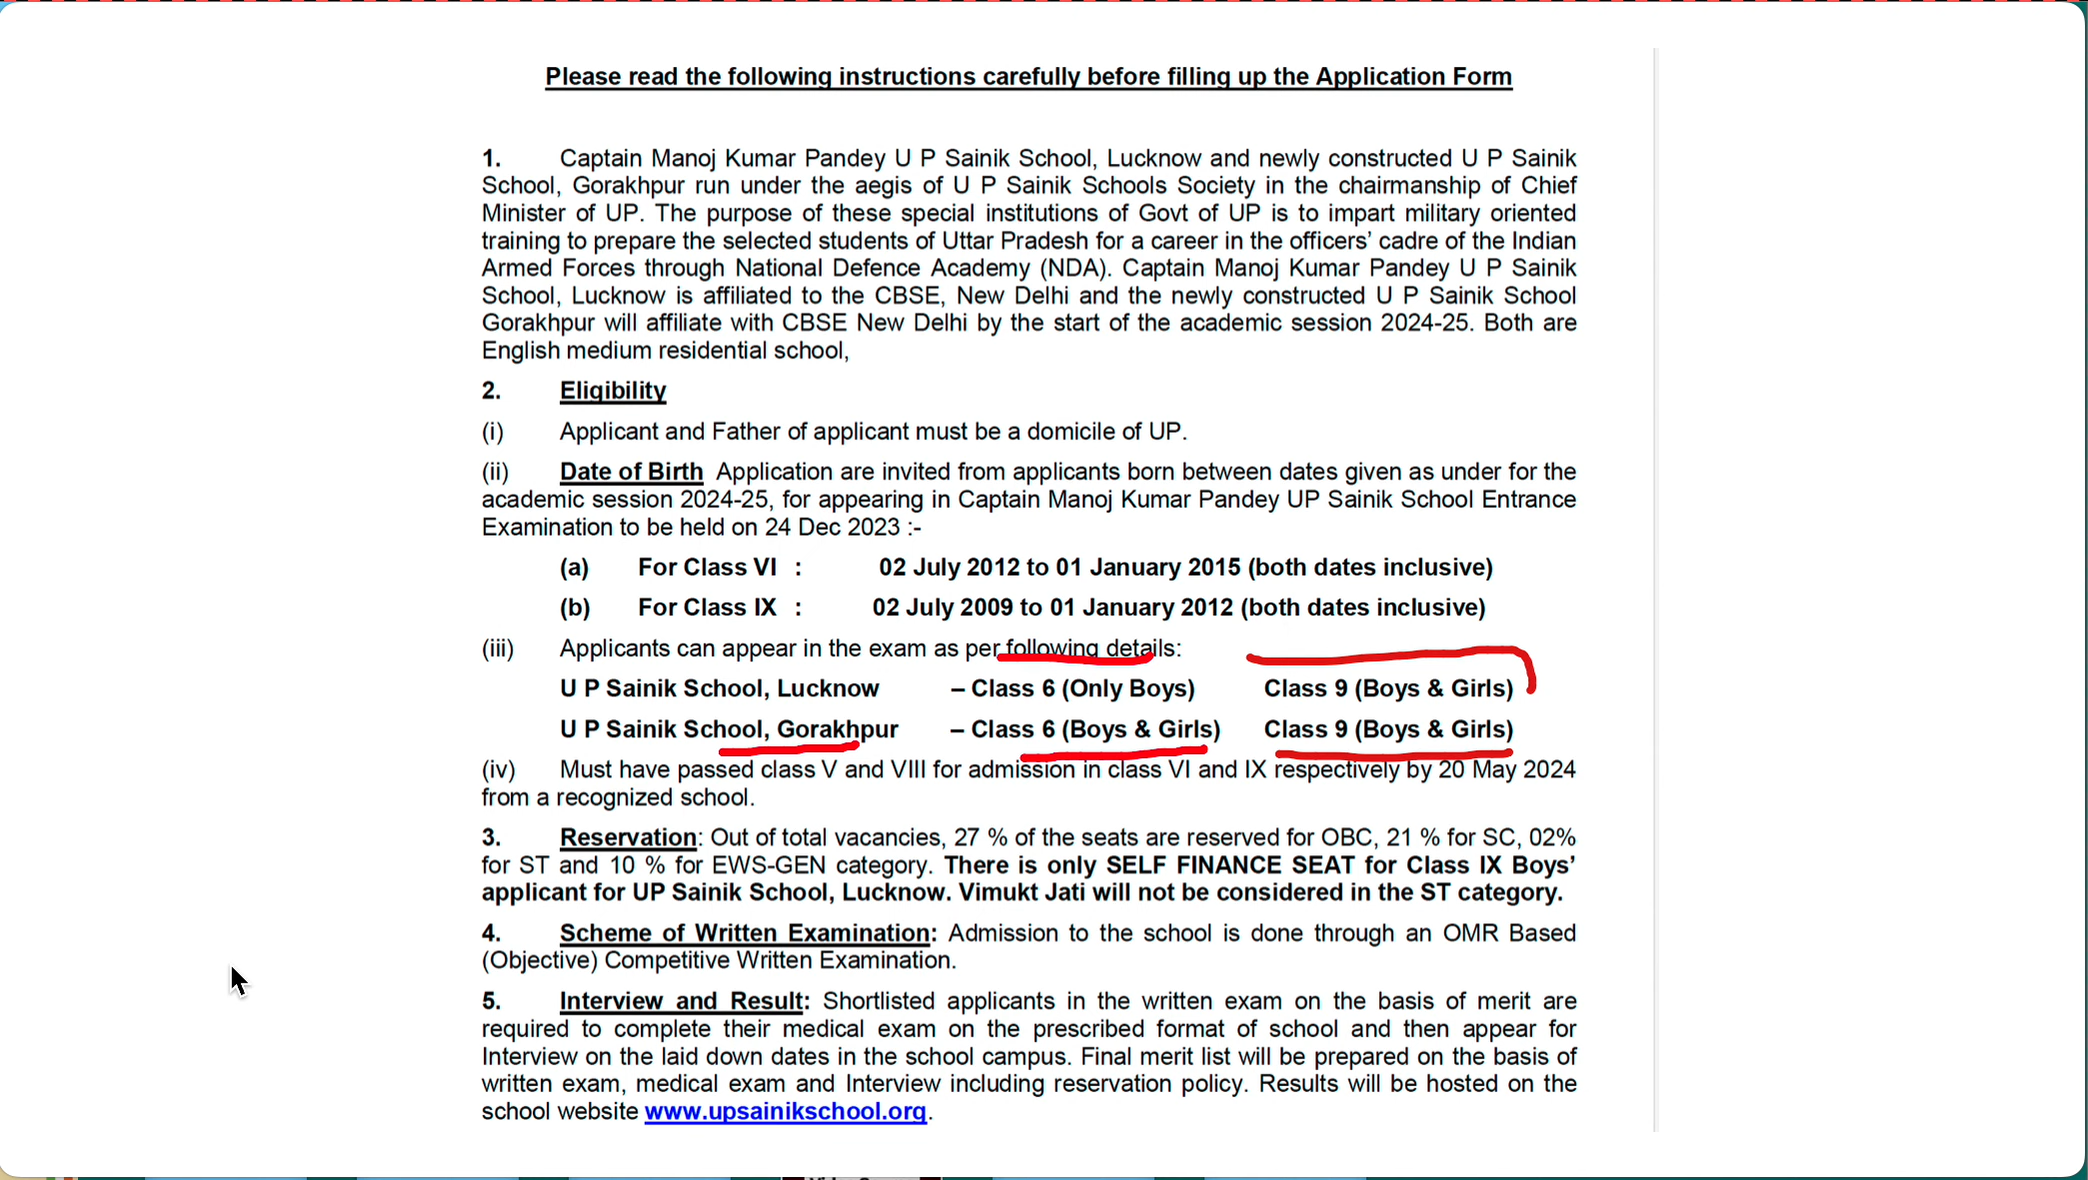 Please read the following instructions carefully before filling up the Application Form
1. Captain Manoj Kumar Pandey U P Sainik School, Lucknow and newly constructed U P Sainik
School, Gorakhpur run under the aegis of U P Sainik Schools Society in the chairmanship of Chief
Minister of UP. The purpose of these special institutions of Govt of UP is to impart military oriented
training to prepare the selected students of Uttar Pradesh for a career in the officers’ cadre of the Indian
Armed Forces through National Defence Academy (NDA). Captain Manoj Kumar Pandey U P Sainik
School, Lucknow is affiliated to the CBSE, New Delhi and the newly constructed U P Sainik School
Gorakhpur will affiliate with CBSE New Delhi by the start of the academic session 2024-25. Both are
English medium residential school,
2. Eligibility
(i) Applicant and Father of applicant must be a domicile of UP.
(ii) Date of Birth Application are invited from applicants born between dates given as under for the
academic session 2024-25, for appearing in Captain Manoj Kumar Pandey UP Sainik School Entrance
Examination to be held on 24 Dec 2023 :-
(a) For Class VI : 02 July 2012 to 01 January 2015 (both dates inclusive)
(b) For Class IX : 02 July 2009 to 01 January 2012 (both dates inclusive)
(iii) Applicants can appear in the exam as per following details:
U P Sainik School, Lucknow – Class 6 (Only Boys) Class 9 (Boys & Girls)
U P Sainik School, Gorakhpur – Class 6 (Boys & Girls) Class 9 (Boys & Girls)
(iv) Must have passed class V and VIII for admission in class VI and IX respectively by 20 May 2024
from a recognized school.
3. Reservation: Out of total vacancies, 27 % of the seats are reserved for OBC, 21 % for SC, 02%
for ST and 10 % for EWS-GEN category. There is only SELF FINANCE SEAT for Class IX Boys’
applicant for UP Sainik School, Lucknow. Vimukt Jati will not be considered in the ST category.
4. Scheme of Written Examination: Admission to the school is done through an OMR Based
(Objective) Competitive Written Examination.
5. Interview and Result: Shortlisted applicants in the written exam on the basis of merit are
required to complete their medical exam on the prescribed format of school and then appear for
Interview on the laid down dates in the school campus. Final merit list will be prepared on the basis of
written exam, medical exam and Interview including reservation policy. Results will be hosted on the
school website www.upsainikschool.org.